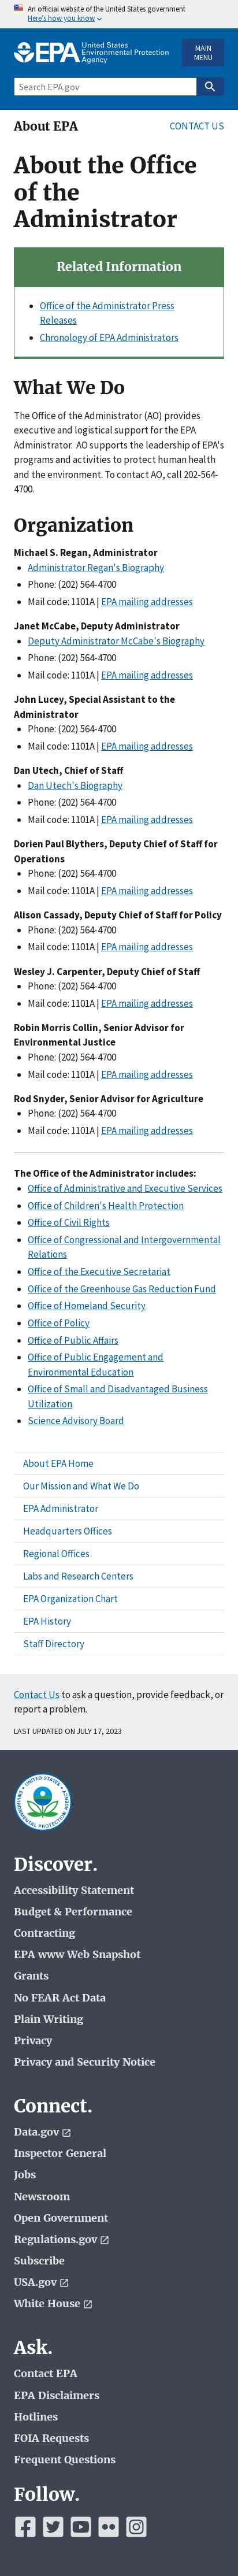 An official website of the United States government
Here's how you know
EPA United States
Environmental Protection
Agency
MAIN
MENU
Search EPA.gov
About EPA
CONTACT US
About the Office
of the
Administrator
Related Information
Office of the Administrator Press
Releases
Chronology of EPA Administrators
What We Do
The Office of the Administrator (AO) provides
executive and logistical support for the EPA
Administrator.  AO supports the leadership of EPA's
programs and activities to protect human health
and the environment. To contact AO, call 202-564-
4700.
Organization
Michael S. Regan, Administrator
Administrator Regan's Biography
Phone: (202) 564-4700
Mail code: 1101A | EPA mailing addresses
Janet McCabe, Deputy Administrator
Deputy Administrator McCabe's Biography
Phone: (202) 564-4700
Mail code: 1101A | EPA mailing addresses
John Lucey, Special Assistant to the
Administrator
Phone: (202) 564-4700
Mail code: 1101A | EPA mailing addresses
Dan Utech, Chief of Staff
Dan Utech's Biography
Phone: (202) 564-4700
Mail code: 1101A | EPA mailing addresses
Dorien Paul Blythers, Deputy Chief of Staff for
Operations
Phone: (202) 564-4700
Mail code: 1101A | EPA mailing addresses
Alison Cassady, Deputy Chief of Staff for Policy
Phone: (202) 564-4700
Mail code: 1101A | EPA mailing addresses
Wesley J. Carpenter, Deputy Chief of Staff
Phone: (202) 564-4700
Mail code: 1101A | EPA mailing addresses
Robin Morris Collin, Senior Advisor for
Environmental Justice
Phone: (202) 564-4700
Mail code: 1101A | EPA mailing addresses
Rod Snyder, Senior Advisor for Agriculture
Phone: (202) 564-4700
Mail code: 1101A | EPA mailing addresses
The Office of the Administrator includes:
Office of Administrative and Executive Services
Office of Children's Health Protection
Office of Civil Rights
Office of Congressional and Intergovernmental
Relations
Office of the Executive Secretariat
Office of the Greenhouse Gas Reduction Fund
Office of Homeland Security
Office of Policy
Office of Public Affairs
Office of Public Engagement and
Environmental Education
Office of Small and Disadvantaged Business
Utilization
Science Advisory Board
About EPA Home
Our Mission and What We Do
EPA Administrator
Headquarters Offices
Regional Offices
Labs and Research Centers
EPA Organization Chart
EPA History
Staff Directory
Contact Us to ask a question, provide feedback, or
report a problem.
LAST UPDATED ON JULY 17, 2023
UNITED STATES
ENVIRONMENTAL PROTECTION AGENCY
Discover.
Accessibility Statement
Budget & Performance
Contracting
EPA www Web Snapshot
Grants
No FEAR Act Data
Plain Writing
Privacy
Privacy and Security Notice
Connect.
Data.gov
Inspector General
Jobs
Newsroom
Open Government
Regulations.gov
Subscribe
USA.gov
White House
Ask.
Contact EPA
EPA Disclaimers
Hotlines
FOIA Requests
Frequent Questions
Follow.